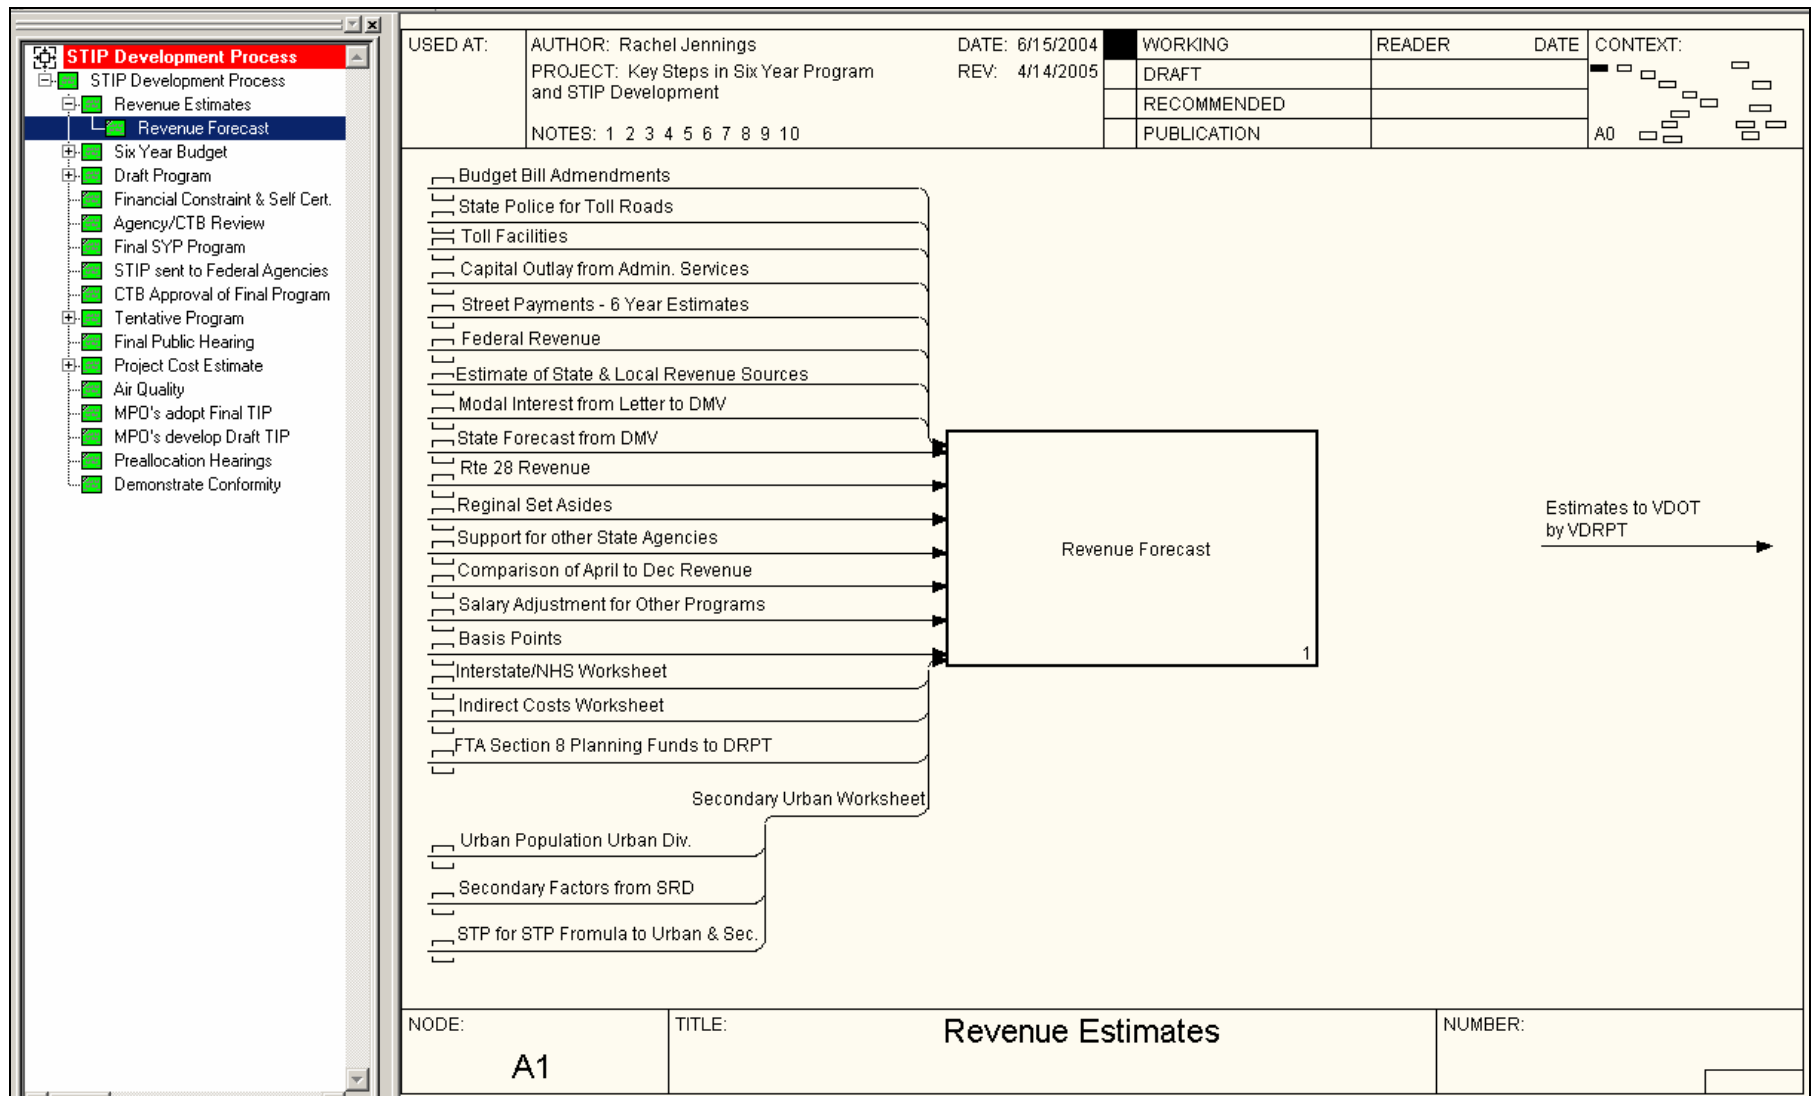 STIP Development Process
STIP Development Process
Revenue Estimates
Revenue Forecast
Six Year Budget
Draft Program
Financial Constraint & Self Cert.
Agency/CTB Review
Final SYP Program
STIP sent to Federal Agencies
CTB Approval of Final Program
Tentative Program
Final Public Hearing
Project Cost Estimate
Air Quality
MPO's adopt Final TIP
MPO's develop Draft TIP
Preallocation Hearings
Demonstrate Conformity
USED AT:
AUTHOR: Rachel Jennings
DATE: 6/15/2004
PROJECT: Key Steps in Six Year Program
and STIP Development
REV: 4/14/2005
NOTES: 1 2 3 4 5 6 7 8 9 10
WORKING
DRAFT
RECOMMENDED
PUBLICATION
READER DATE
CONTEXT:
A0
Budget Bill Admendments
State Police for Toll Roads
Toll Facilities
Capital Outlay from Admin. Services
Street Payments - 6 Year Estimates
Federal Revenue
Estimate of State & Local Revenue Sources
Modal Interest from Letter to DMV
State Forecast from DMV
Rte 28 Revenue
Reginal Set Asides
Support for other State Agencies
Comparison of April to Dec Revenue
Salary Adjustment for Other Programs
Basis Points
Interstate/NHS Worksheet
Indirect Costs Worksheet
FTA Section 8 Planning Funds to DRPT
Secondary Urban Worksheet
Urban Population Urban Div.
Secondary Factors from SRD
STP for STP Fromula to Urban & Sec.
Revenue Forecast
1
Estimates to VDOT
by VDRPT
NODE:
A1
TITLE:
Revenue Estimates
NUMBER: